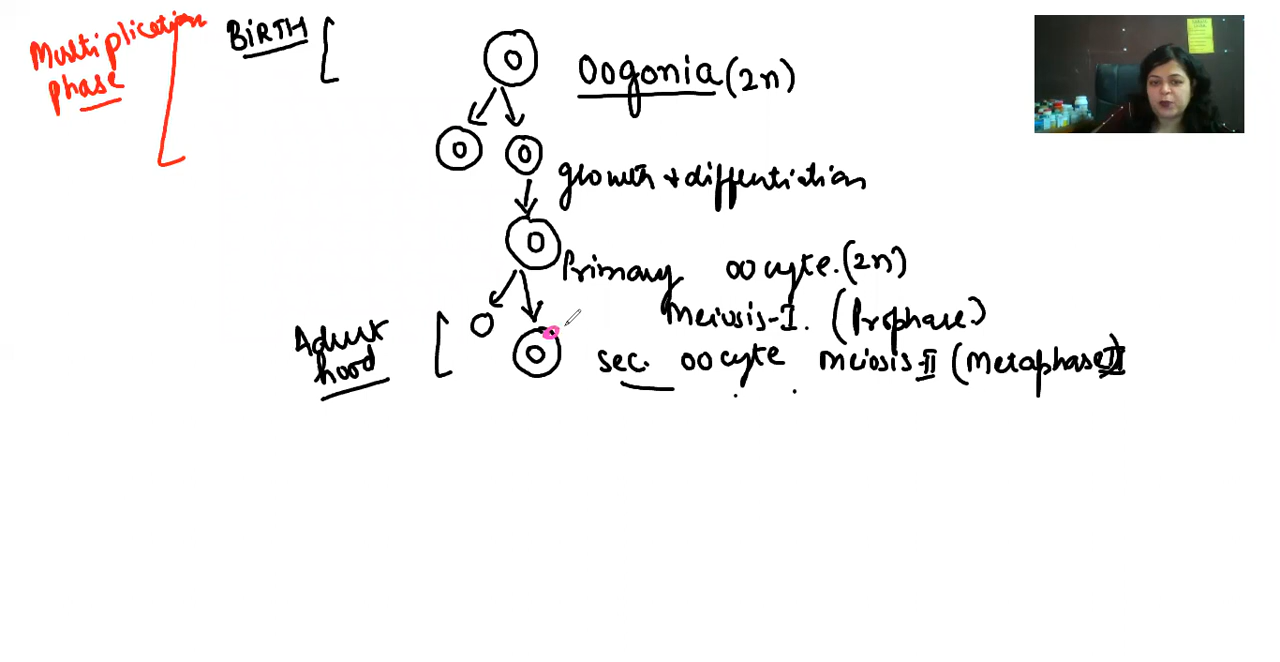 Multiplication
phase
BiRTH
Oogonia (2n)
growth + diffentiation
Primary oocyte. (2n)
Meiosis-I. (Prophase)
Adult
hood
sec. oocyte meiosis-II (Metaphase II)